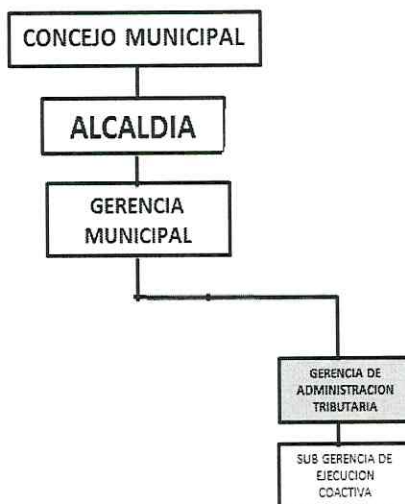 CONCEJO MUNICIPAL
ALCALDIA
GERENCIA
MUNICIPAL
GERENCIA DE
ADMINISTRACION
TRIBUTARIA
SUB GERENCIA DE
EJECUCION
COACTIVA